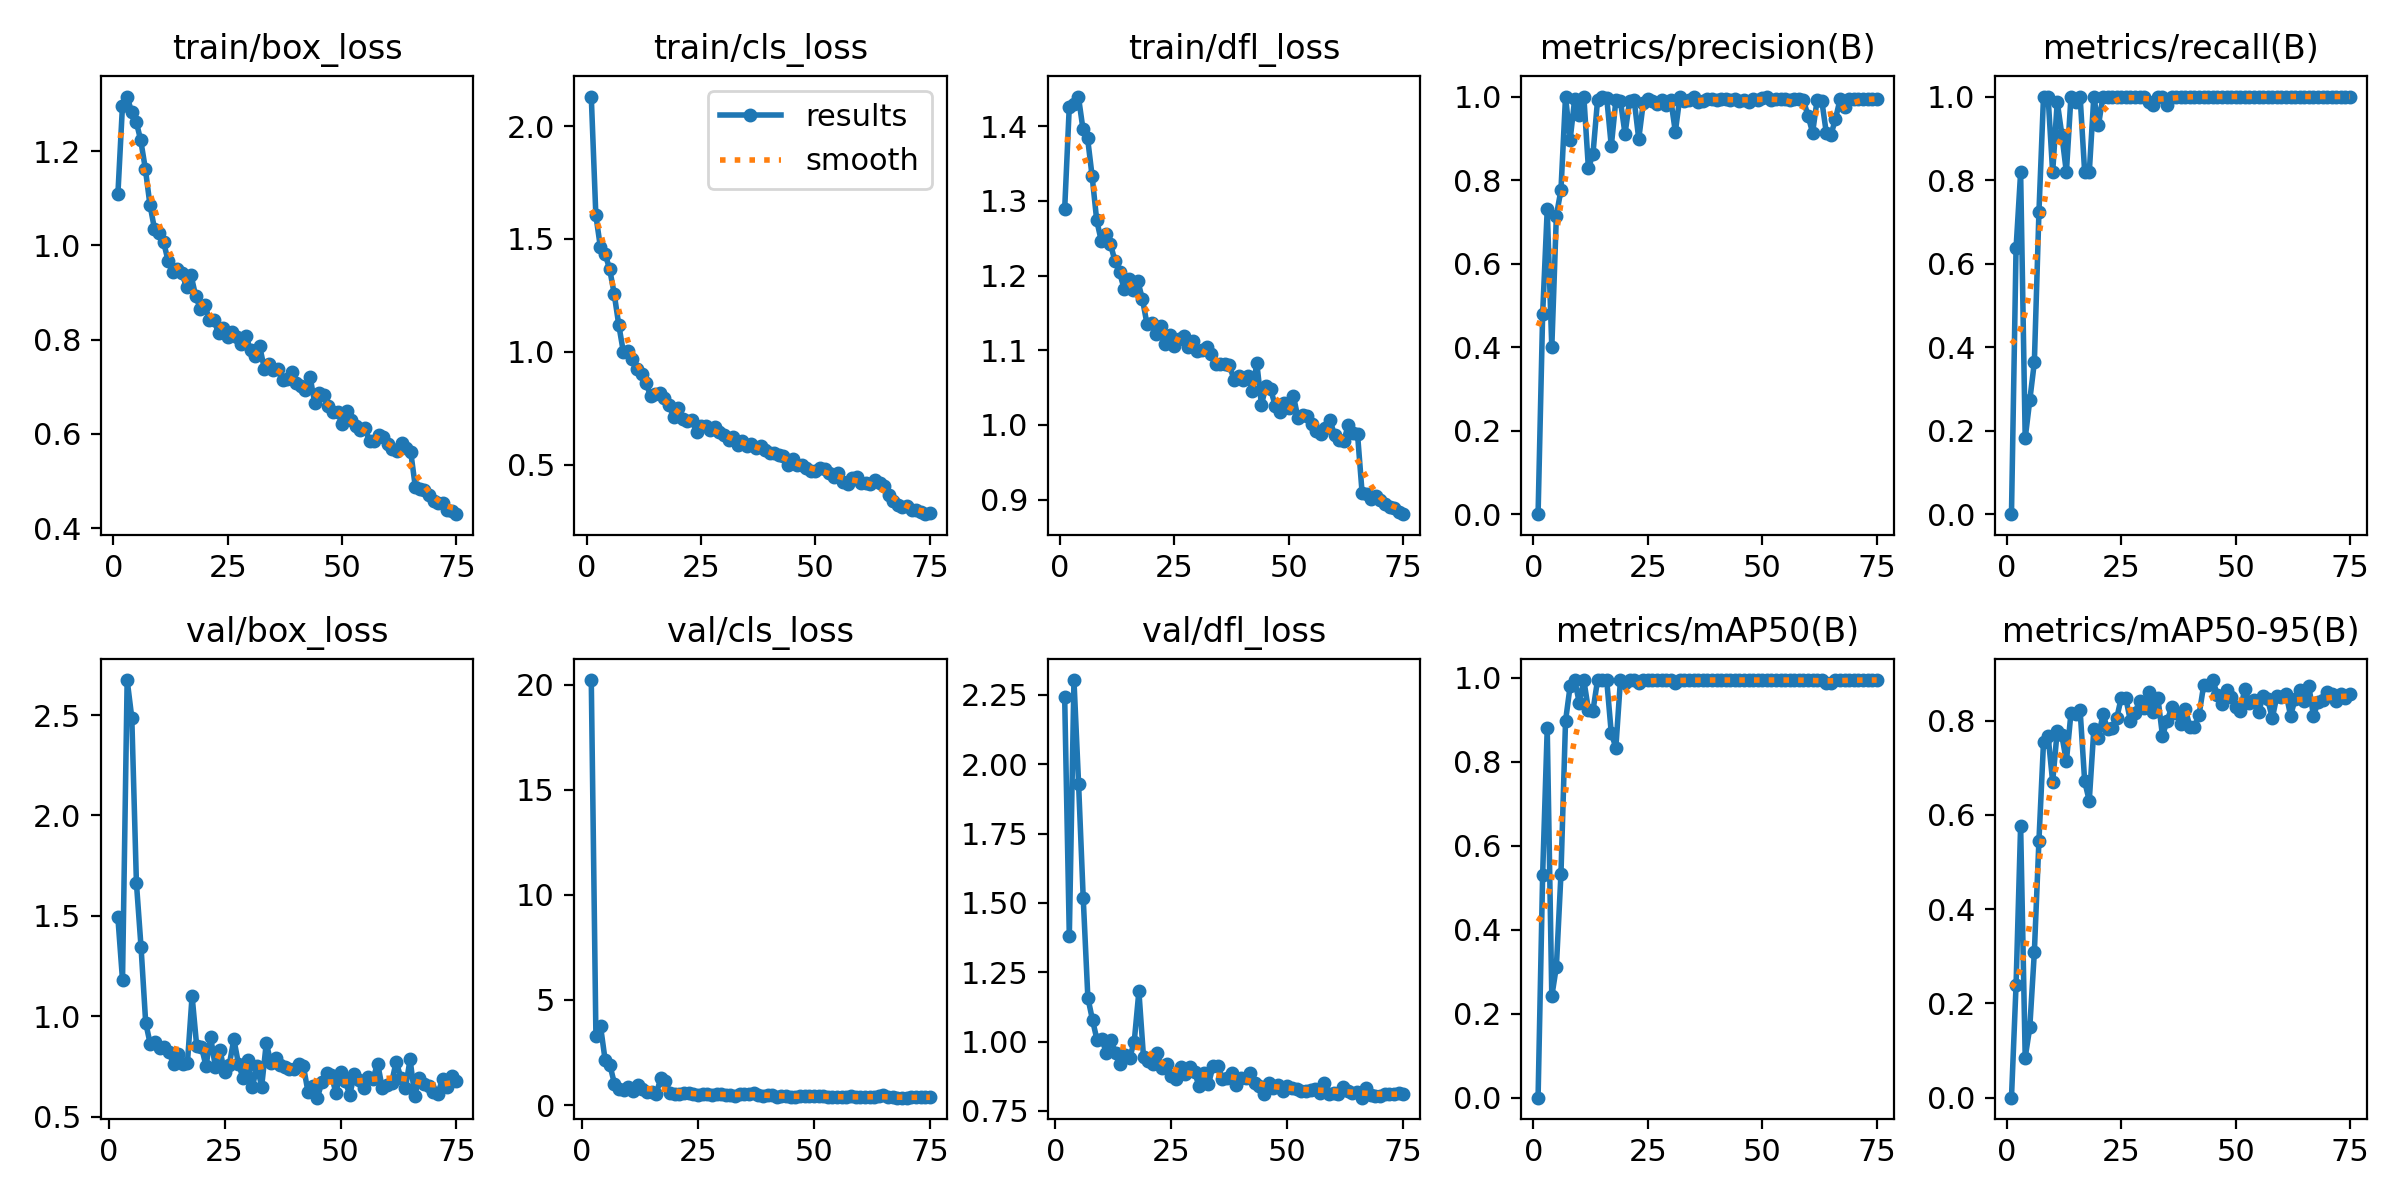 train/box_loss
train/cls_loss
train/dfl_loss
metrics/precision(B)
metrics/recall(B)
1.2
1.0
0.8
0.6
0.4
0 25 50 75
results
smooth
2.0
1.5
1.0
0.5
0 25 50 75
1.4
1.3
1.2
1.1
1.0
0.9
0 25 50 75
1.0
0.8
0.6
0.4
0.2
0.0
0 25 50 75
1.0
0.8
0.6
0.4
0.2
0.0
0 25 50 75
val/box_loss
val/cls_loss
val/dfl_loss
metrics/mAP50(B)
metrics/mAP50-95(B)
2.5
2.0
1.5
1.0
0.5
0 25 50 75
20
15
10
5
0
0 25 50 75
2.25
2.00
1.75
1.50
1.25
1.00
0.75
0 25 50 75
1.0
0.8
0.6
0.4
0.2
0.0
0 25 50 75
0.8
0.6
0.4
0.2
0.0
0 25 50 75